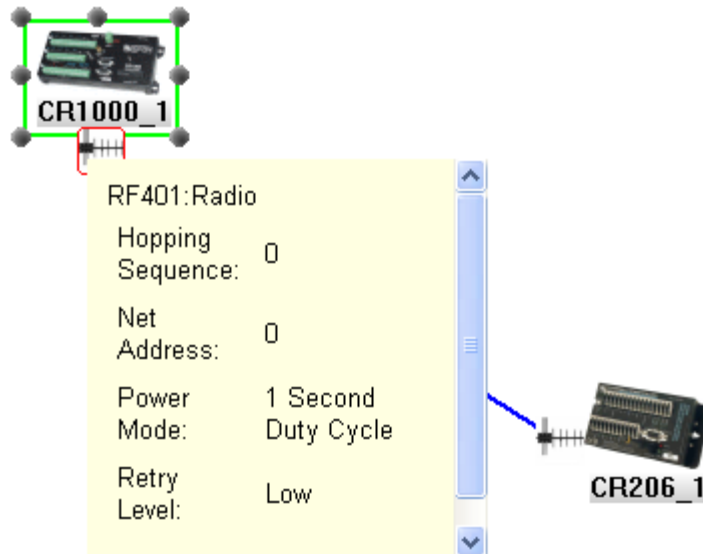 CR1000_1
RF401:Radio
Hopping
Sequence:
0
Net
Address:
0
Power
Mode:
1 Second
Duty Cycle
Retry
Level:
Low
CR206_1